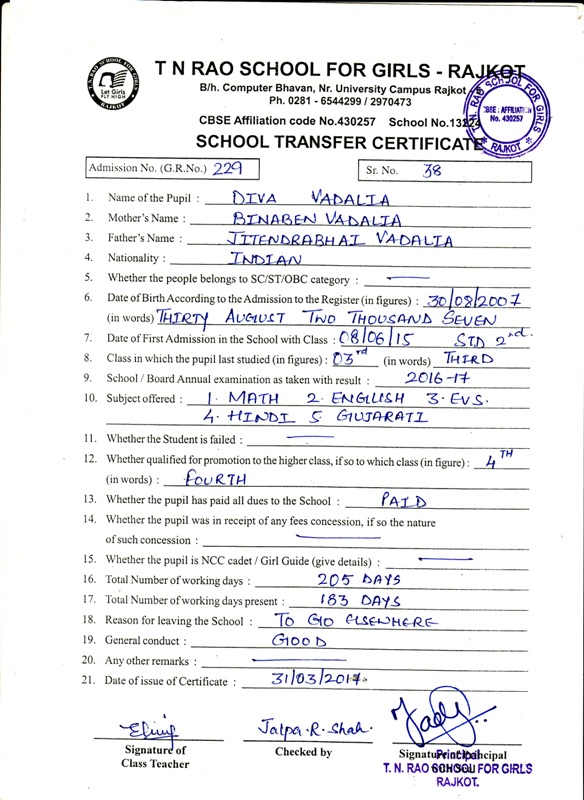 T. N. RAO SCHOOL FOR GIRLS
Let Girls
FLY HIGH
RAJKOT
T N RAO SCHOOL FOR GIRLS - RAJKOT
B/h. Computer Bhavan, Nr. University Campus Rajkot
Ph. 0281 - 6544299 / 2970473
CBSE Affiliation code No.430257 School No.13224
T. N. RAO SCHOOL FOR GIRLS
CBSE : AFFILIATION
No. 430257
RAJKOT
SCHOOL TRANSFER CERTIFICATE
Admission No. (G.R.No.) 229 Sr. No. 38
1. Name of the Pupil : DIVA VADALIA
2. Mother's Name : BINABEN VADALIA
3. Father's Name : JITENDRABHAI VADALIA
4. Nationality : INDIAN
5. Whether the people belongs to SC/ST/OBC category : —
6. Date of Birth According to the Admission to the Register (in figures) : 30/08/2007
(in words) THIRTY AUGUST TWO THOUSAND SEVEN
7. Date of First Admission in the School with Class : 08/06/15 STD 2nd.
8. Class in which the pupil last studied (in figures) : 03rd (in words) THIRD
9. School / Board Annual examination as taken with result : 2016-17
10. Subject offered : 1. MATH 2. ENGLISH 3. EVS.
4. HINDI 5 GUJARATI
11. Whether the Student is failed : —
12. Whether qualified for promotion to the higher class, if so to which class (in figure) : 4TH
(in words) : FOURTH
13. Whether the pupil has paid all dues to the School : PAID
14. Whether the pupil was in receipt of any fees concession, if so the nature
of such concession : —
15. Whether the pupil is NCC cadet / Girl Guide (give details) : —
16. Total Number of working days : 205 DAYS
17. Total Number of working days present : 183 DAYS
18. Reason for leaving the School : TO GO ELSEWHERE
19. General conduct : GOOD
20. Any other remarks : —
21. Date of issue of Certificate : 31/03/2017
Jalpa.R.Shah.
Signature of Class Teacher
Checked by
Signature of Principal
Principal
T. N. RAO SCHOOL FOR GIRLS
RAJKOT.